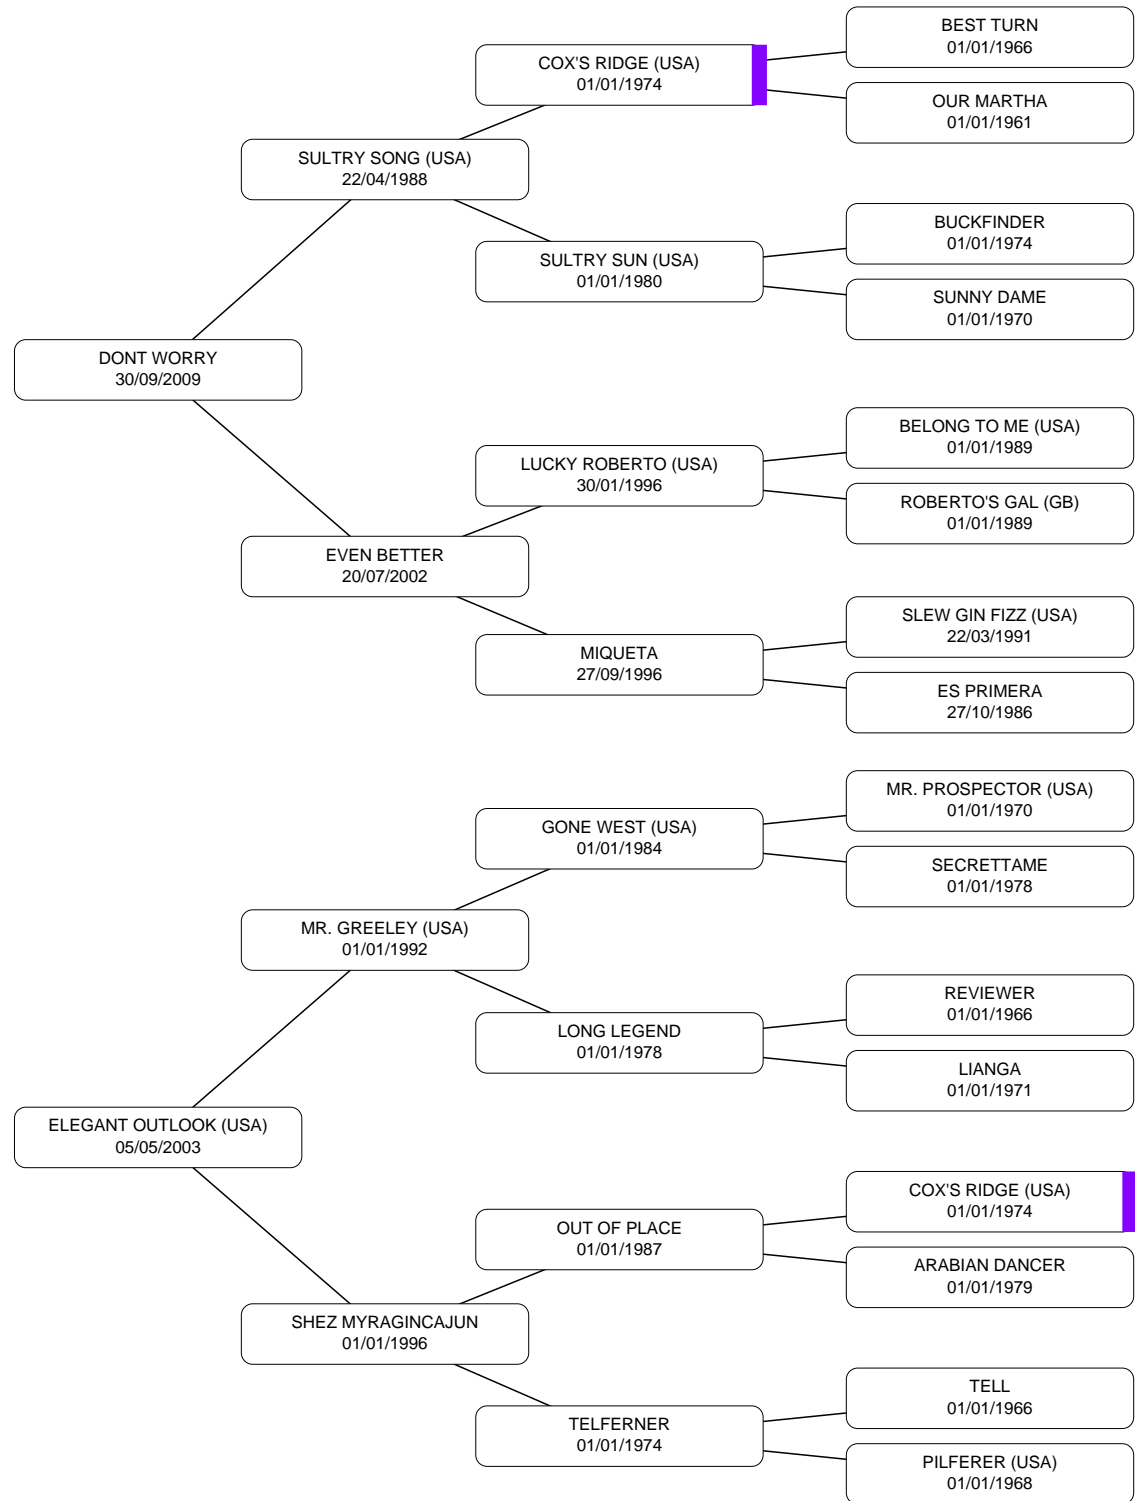 BEST TURN
01/01/1966
COX'S RIDGE (USA)
01/01/1974
OUR MARTHA
01/01/1961
SULTRY SONG (USA)
22/04/1988
BUCKFINDER
01/01/1974
SULTRY SUN (USA)
01/01/1980
SUNNY DAME
01/01/1970
DONT WORRY
30/09/2009
BELONG TO ME (USA)
01/01/1989
LUCKY ROBERTO (USA)
30/01/1996
ROBERTO'S GAL (GB)
01/01/1989
EVEN BETTER
20/07/2002
SLEW GIN FIZZ (USA)
22/03/1991
MIQUETA
27/09/1996
ES PRIMERA
27/10/1986
MR. PROSPECTOR (USA)
01/01/1970
GONE WEST (USA)
01/01/1984
SECRETTAME
01/01/1978
MR. GREELEY (USA)
01/01/1992
REVIEWER
01/01/1966
LONG LEGEND
01/01/1978
LIANGA
01/01/1971
ELEGANT OUTLOOK (USA)
05/05/2003
COX'S RIDGE (USA)
01/01/1974
OUT OF PLACE
01/01/1987
ARABIAN DANCER
01/01/1979
SHEZ MYRAGINCAJUN
01/01/1996
TELL
01/01/1966
TELFERNER
01/01/1974
PILFERER (USA)
01/01/1968